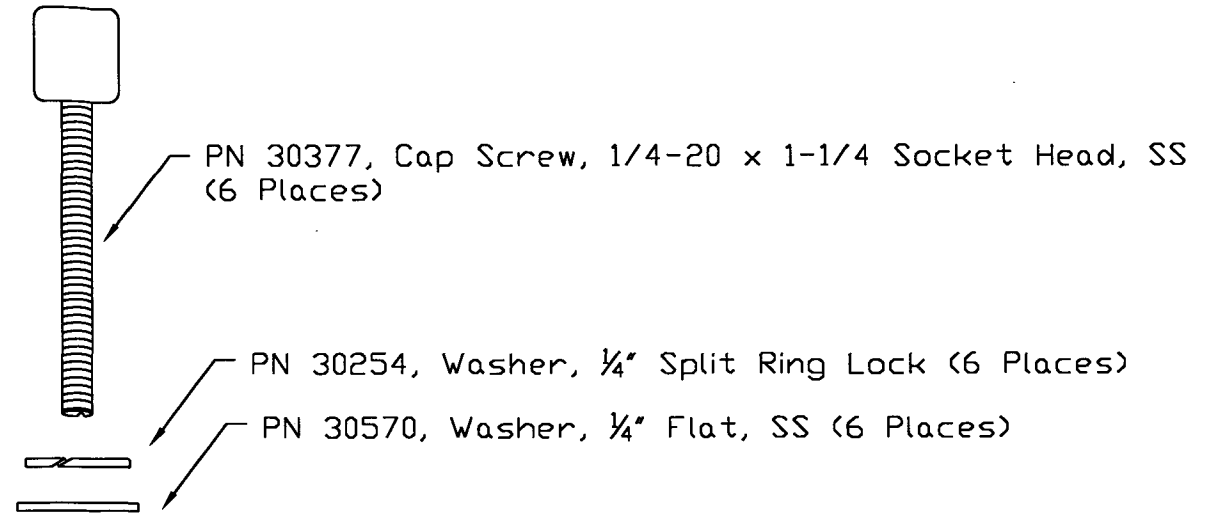 PN 30377, Cap Screw, 1/4-20 x 1-1/4 Socket Head, SS
(6 Places)
PN 30254, Washer, ¼" Split Ring Lock (6 Places)
PN 30570, Washer, ¼" Flat, SS (6 Places)